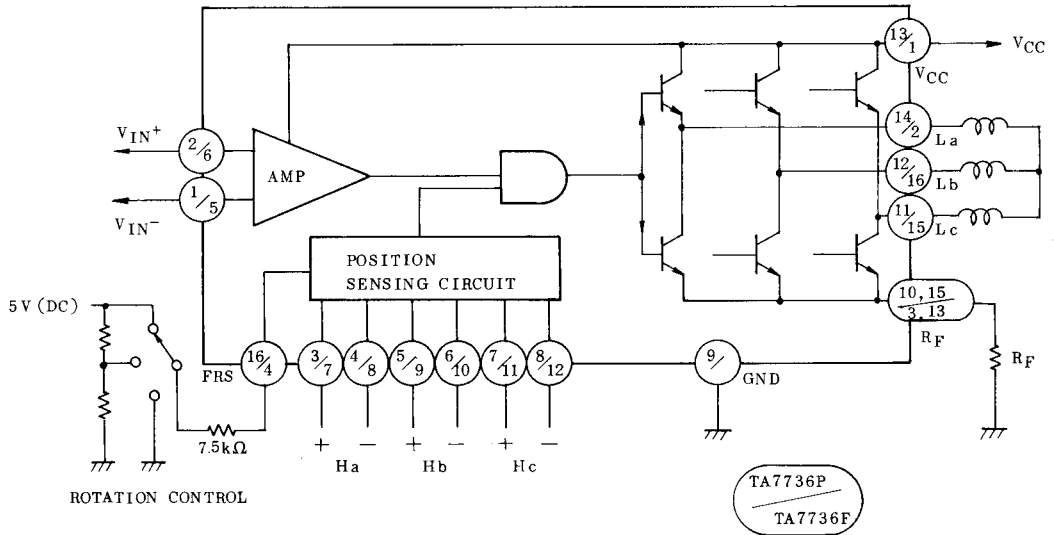 13/1
VCC
VCC
14/2
La
VIN+
2/6
AMP
12/16
Lb
1/5
VIN−
11/15
Lc
POSITION
SENSING CIRCUIT
10, 15
3, 13
RF
5V (DC)
FRS
16/4
3/7
4/8
5/9
6/10
7/11
8/12
9/
GND
RF
7.5kΩ
+ − + − + −
Ha Hb Hc
ROTATION CONTROL
TA7736P
TA7736F